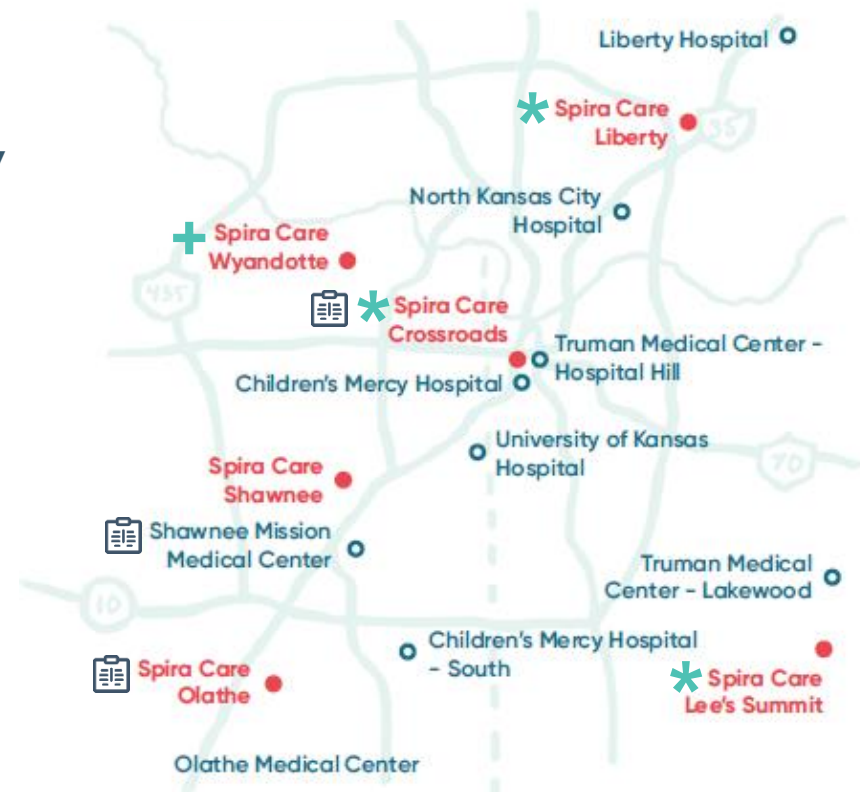 Liberty Hospital
* Spira Care
Liberty
35
North Kansas City
Hospital
+ Spira Care
Wyandotte
435
* Spira Care
Crossroads
Truman Medical Center -
Hospital Hill
Children's Mercy Hospital
University of Kansas
Hospital
70
Spira Care
Shawnee
Shawnee Mission
Medical Center
Truman Medical
Center - Lakewood
10
Children's Mercy Hospital
- South
Spira Care
Olathe
* Spira Care
Lee's Summit
Olathe Medical Center